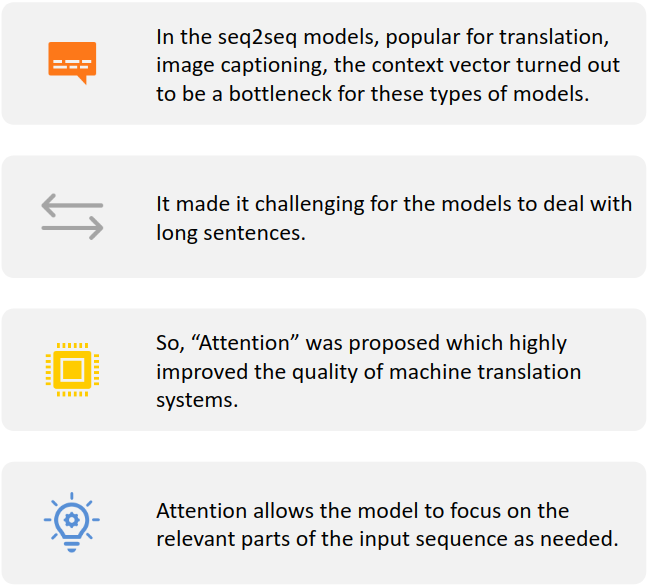 In the seq2seq models, popular for translation,
image captioning, the context vector turned out
to be a bottleneck for these types of models.
It made it challenging for the models to deal with
long sentences.
So, “Attention” was proposed which highly
improved the quality of machine translation
systems.
Attention allows the model to focus on the
relevant parts of the input sequence as needed.